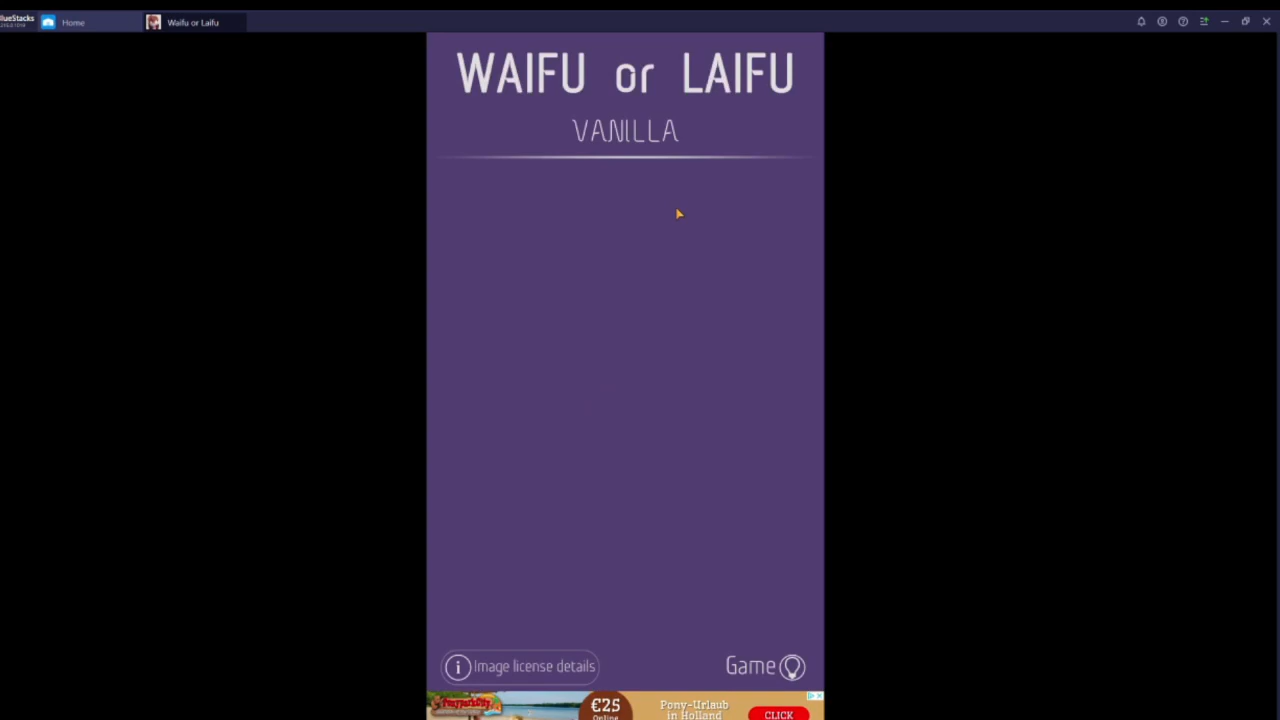 BlueStacks
Home
Waifu or Laifu
WAIFU or LAIFU
VANILLA
Image license details
Game
€25
Online
Pony-Urlaub
in Holland
CLICK